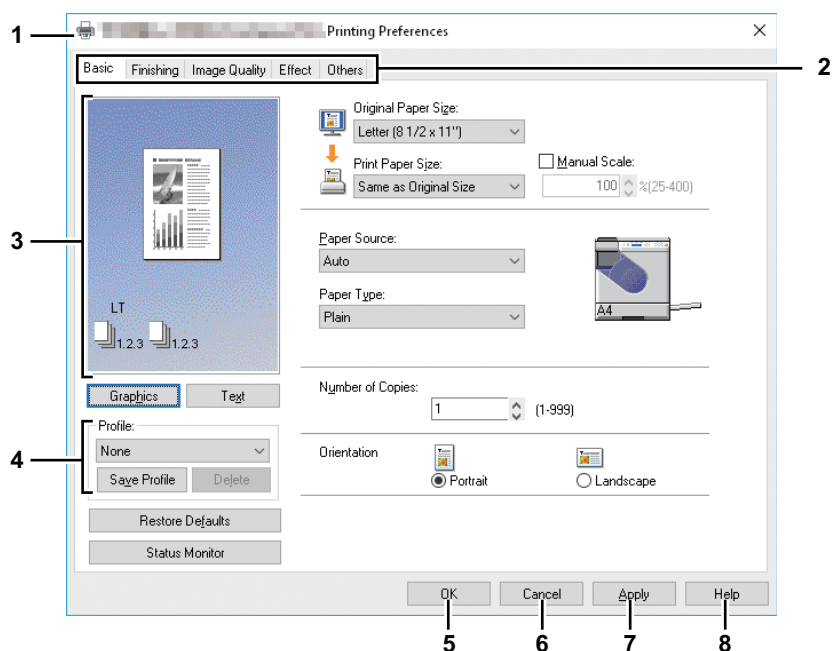 1
Printing Preferences
2
Basic Finishing Image Quality Effect Others
3
LT
1.2.3 1.2.3
Graphics Text
4
Profile:
None
Save Profile Delete
Restore Defaults
Status Monitor
Original Paper Size:
Letter (8 1/2 x 11")
Print Paper Size:
Same as Original Size
Manual Scale:
100 %(25-400)
Paper Source:
Auto
Paper Type:
Plain
A4
Number of Copies:
1 (1-999)
Orientation
Portrait Landscape
OK Cancel Apply Help
5 6 7 8